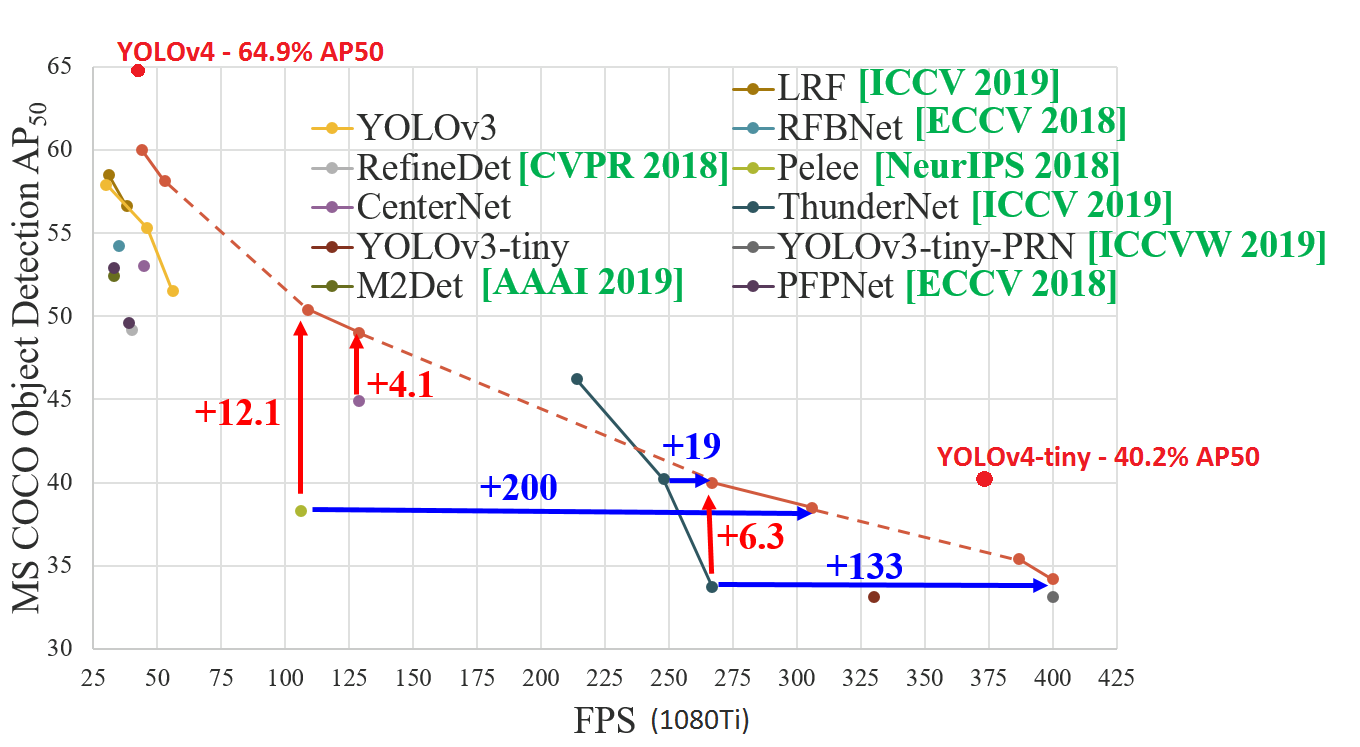 YOLOv4 - 64.9% AP50
MS COCO Object Detection AP50
65
60
55
50
45
40
35
30
LRF [ICCV 2019]
YOLOv3
RFBNet [ECCV 2018]
RefineDet [CVPR 2018]
Pelee [NeurIPS 2018]
CenterNet
ThunderNet [ICCV 2019]
YOLOv3-tiny
YOLOv3-tiny-PRN [ICCVW 2019]
M2Det [AAAI 2019]
PFPNet [ECCV 2018]
+12.1
+4.1
+19
YOLOv4-tiny - 40.2% AP50
+200
+6.3
+133
25 50 75 100 125 150 175 200 225 250 275 300 325 350 375 400 425
FPS (1080Ti)